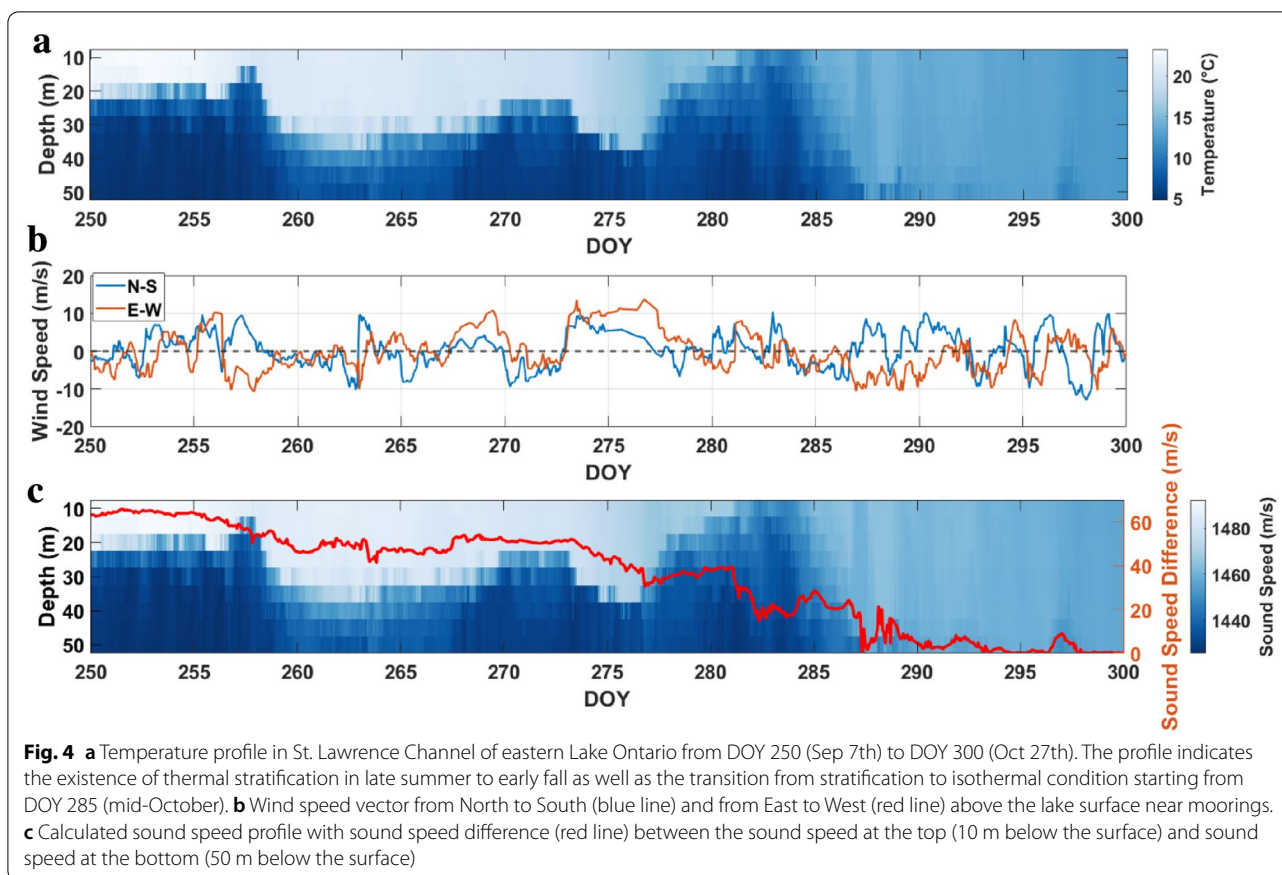 a
Depth (m)
10
20
30
40
50
250 255 260 265 270 275 280 285 290 295 300
DOY
20
15
10
5
Temperature (°C)
b
Wind Speed (m/s)
20
10
0
-10
-20
N-S
E-W
250 255 260 265 270 275 280 285 290 295 300
DOY
c
Depth (m)
10
20
30
40
50
250 255 260 265 270 275 280 285 290 295 300
DOY
60
40
20
0
Sound Speed Difference (m/s)
1480
1460
1440
Sound Speed (m/s)
Fig. 4 a Temperature profile in St. Lawrence Channel of eastern Lake Ontario from DOY 250 (Sep 7th) to DOY 300 (Oct 27th). The profile indicates
the existence of thermal stratification in late summer to early fall as well as the transition from stratification to isothermal condition starting from
DOY 285 (mid-October). b Wind speed vector from North to South (blue line) and from East to West (red line) above the lake surface near moorings.
c Calculated sound speed profile with sound speed difference (red line) between the sound speed at the top (10 m below the surface) and sound
speed at the bottom (50 m below the surface)